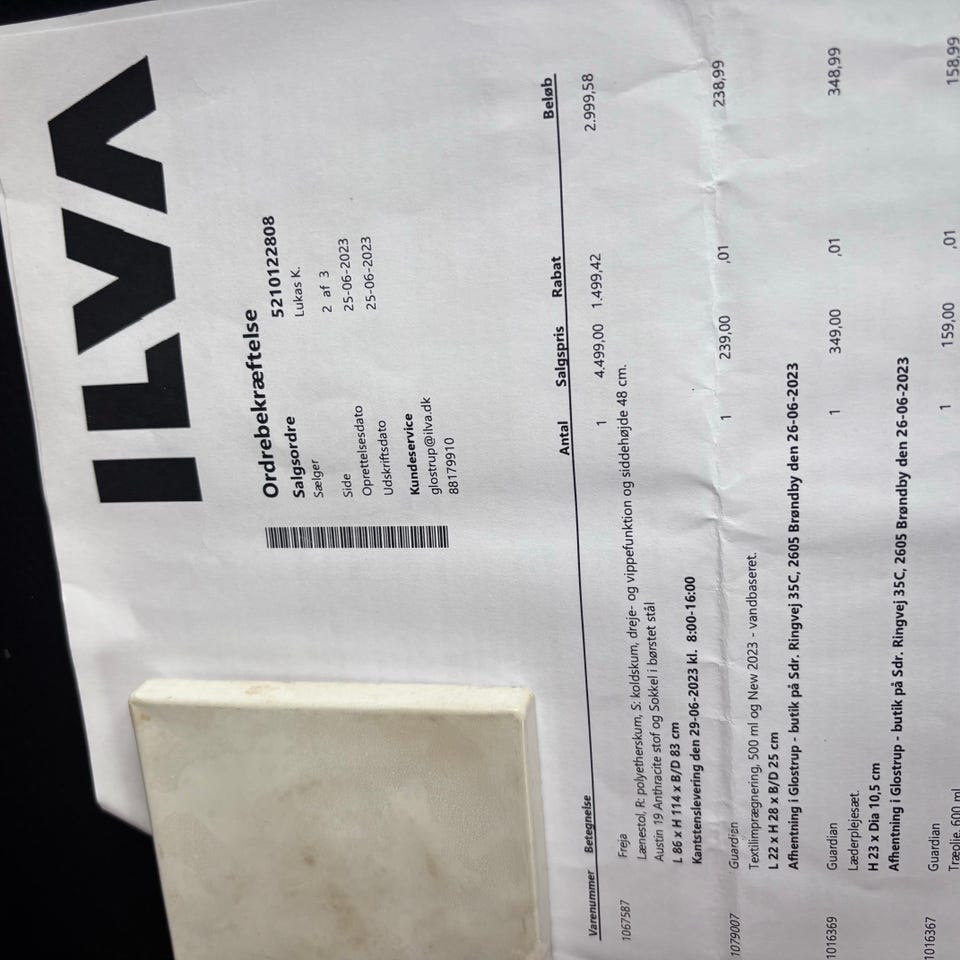 ILVA
Ordrebekræftelse
Salgsordre 5210122808
Sælger Lukas K.
Side 2 af 3
Oprettelsesdato 25-06-2023
Udskriftsdato 25-06-2023
Kundeservice
glostrup@ilva.dk
88179910
Varenummer Betegnelse Antal Salgspris Rabat Beløb
1067587 Freja 1 4.499,00 1.499,42 2.999,58
Lænestol, R: polyetherskum, S: koldskum, dreje- og vippefunktion og siddehøjde 48 cm.
Austin 19 Anthracite stof og Sokkel i børstet stål
L 86 x H 114 x B/D 83 cm
Kantstenslevering den 29-06-2023 kl. 8:00-16:00
1079007 Guardian 1 239,00 ,01 238,99
Textilimprægnering, 500 ml og New 2023 - vandbaseret.
L 22 x H 28 x B/D 25 cm
Afhentning i Glostrup - butik på Sdr. Ringvej 35C, 2605 Brøndby den 26-06-2023
1016369 Guardian 1 349,00 ,01 348,99
Læderplejesæt.
H 23 x Dia 10,5 cm
Afhentning i Glostrup - butik på Sdr. Ringvej 35C, 2605 Brøndby den 26-06-2023
1016367 Guardian 1 159,00 ,01 158,99
Træolie, 600 ml